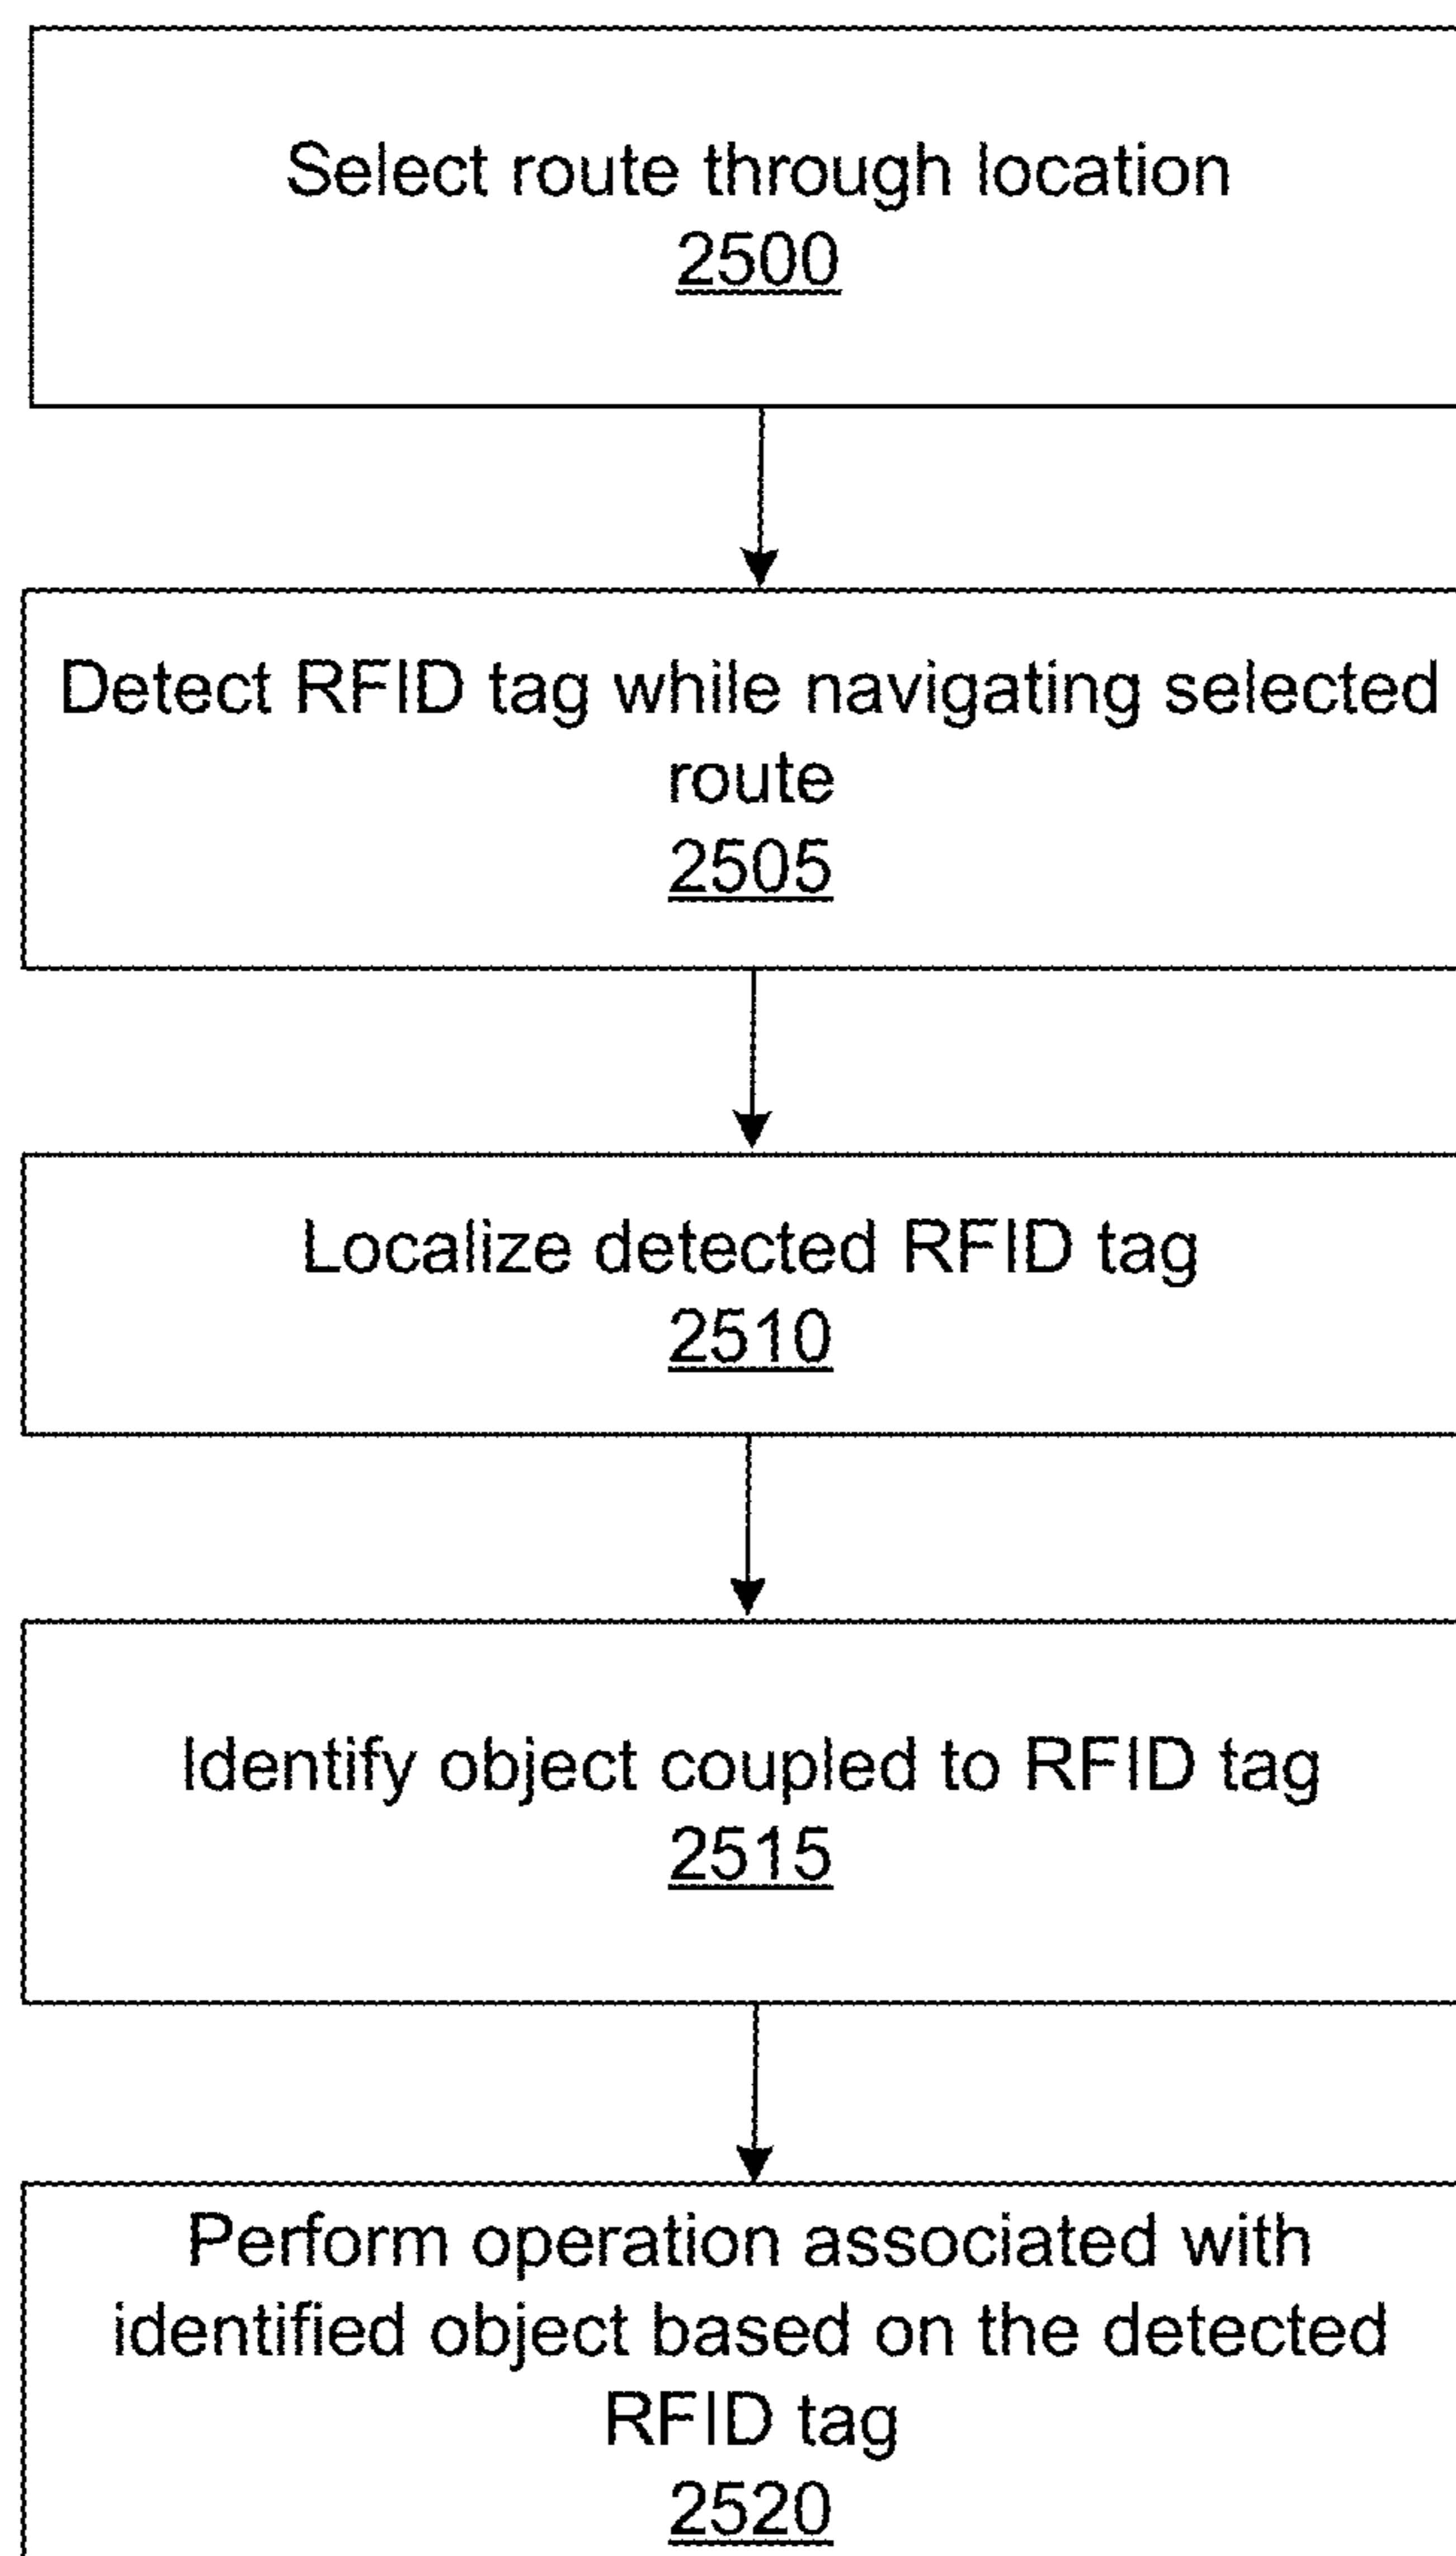 Select route through location
2500
Detect RFID tag while navigating selected
route
2505
Localize detected RFID tag
2510
Identify object coupled to RFID tag
2515
Perform operation associated with
identified object based on the detected
RFID tag
2520